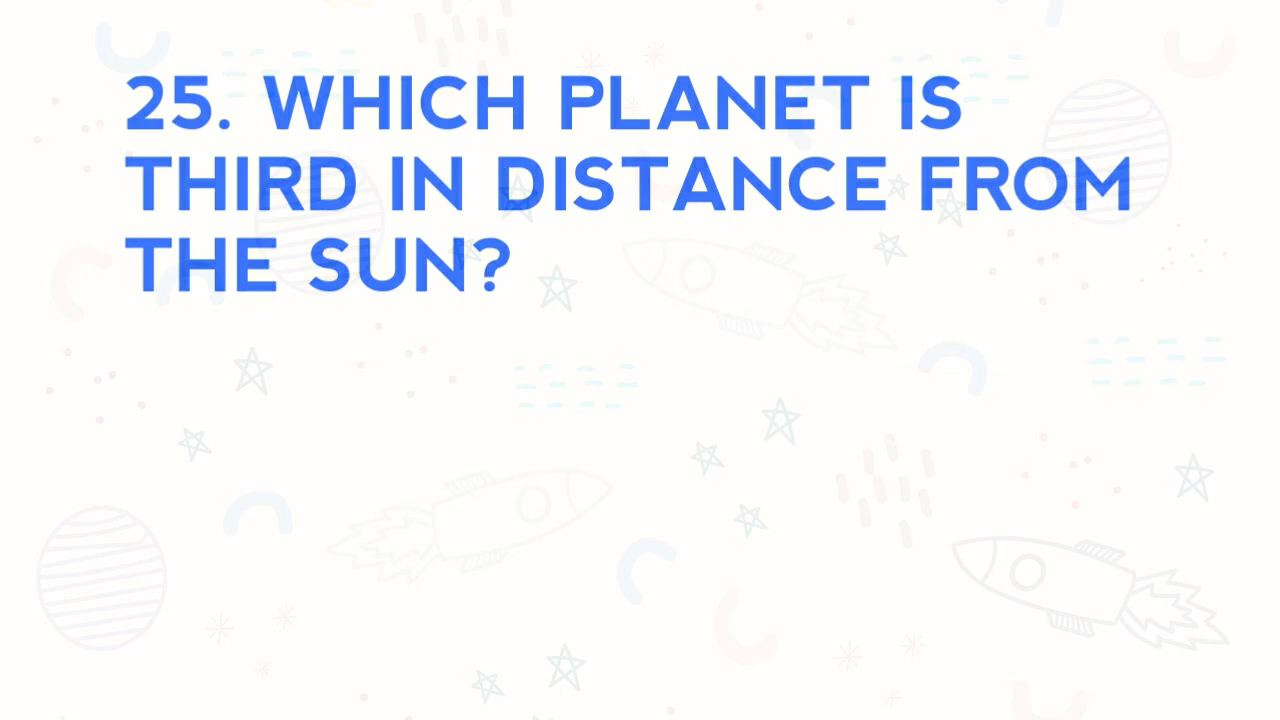 25. WHICH PLANET IS
THIRD IN DISTANCE FROM
THE SUN?